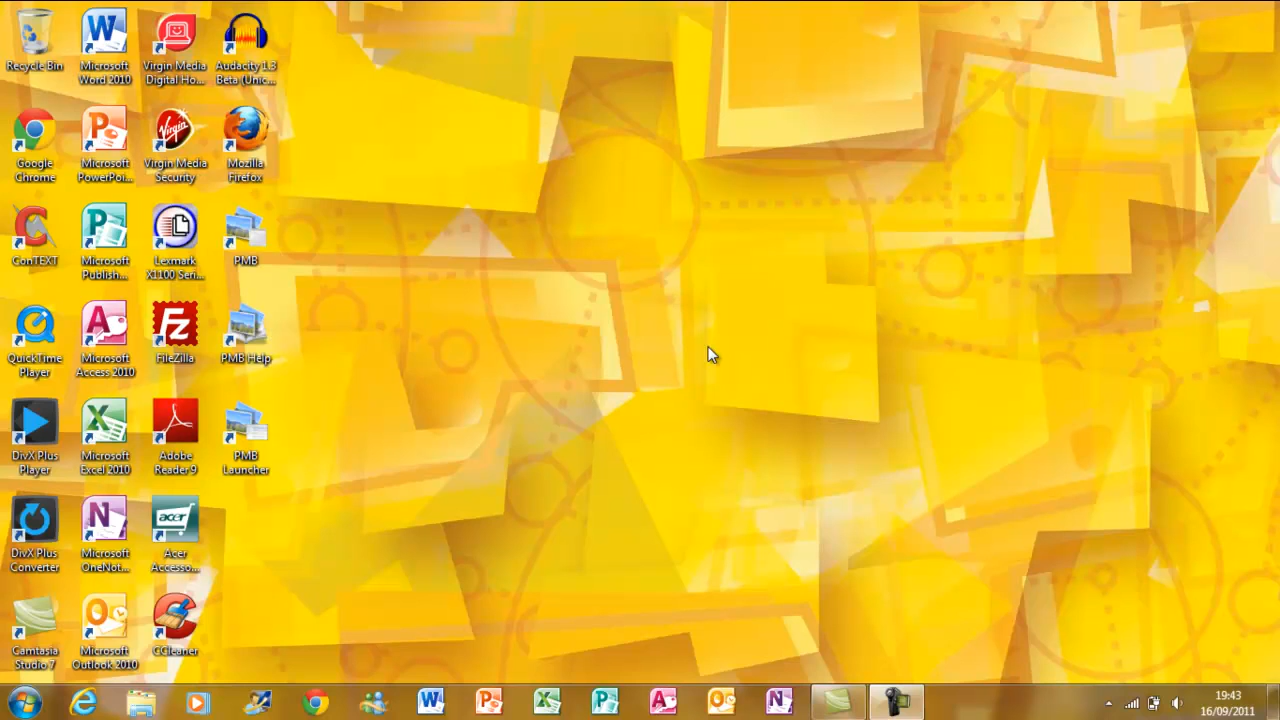 Recycle Bin
Microsoft
Word 2010
Virgin Media
Digital Ho...
Audacity 1.3
Beta (Unic...
Google
Chrome
Microsoft
PowerPoi...
Virgin Media
Security
Mozilla
Firefox
ConTEXT
Microsoft
Publish...
Lexmark
X1100 Seri...
PMB
QuickTime
Player
Microsoft
Access 2010
FileZilla
PMB Help
DivX Plus
Player
Microsoft
Excel 2010
Adobe
Reader 9
PMB
Launcher
DivX Plus
Converter
Microsoft
OneNot...
acer
Acer
Accesso...
Camtasia
Studio 7
Microsoft
Outlook 2010
CCleaner
19:43
16/09/2011